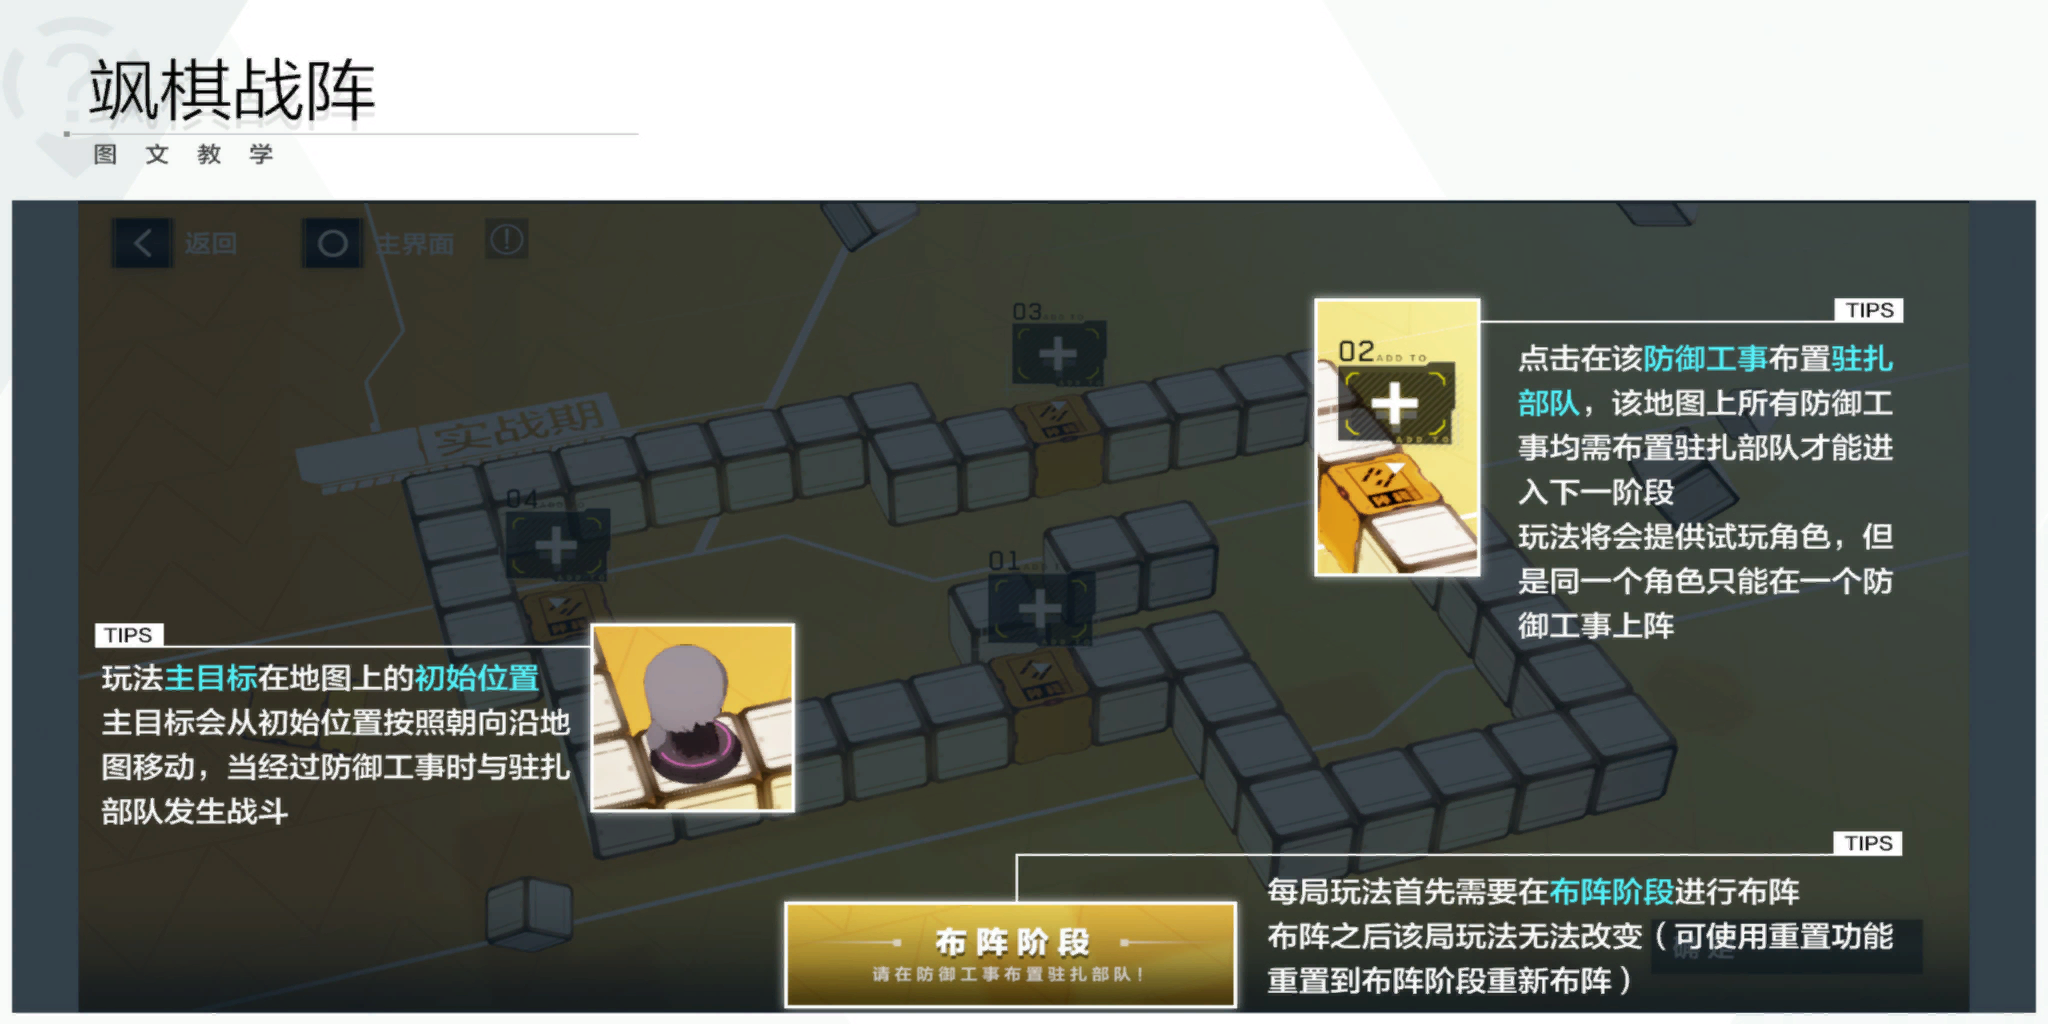 飒棋战阵
图文教学
返回
主界面
实战期
03 ADD TO
04
01
02 ADD TO
TIPS
点击在该防御工事布置驻扎
部队，该地图上所有防御工
事均需布置驻扎部队才能进
入下一阶段
玩法将会提供试玩角色，但
是同一个角色只能在一个防
御工事上阵
TIPS
玩法主目标在地图上的初始位置
主目标会从初始位置按照朝向沿地
图移动，当经过防御工事时与驻扎
部队发生战斗
TIPS
每局玩法首先需要在布阵阶段进行布阵
布阵之后该局玩法无法改变（可使用重置功能
重置到布阵阶段重新布阵）
布阵阶段
请在防御工事布置驻扎部队！
确定